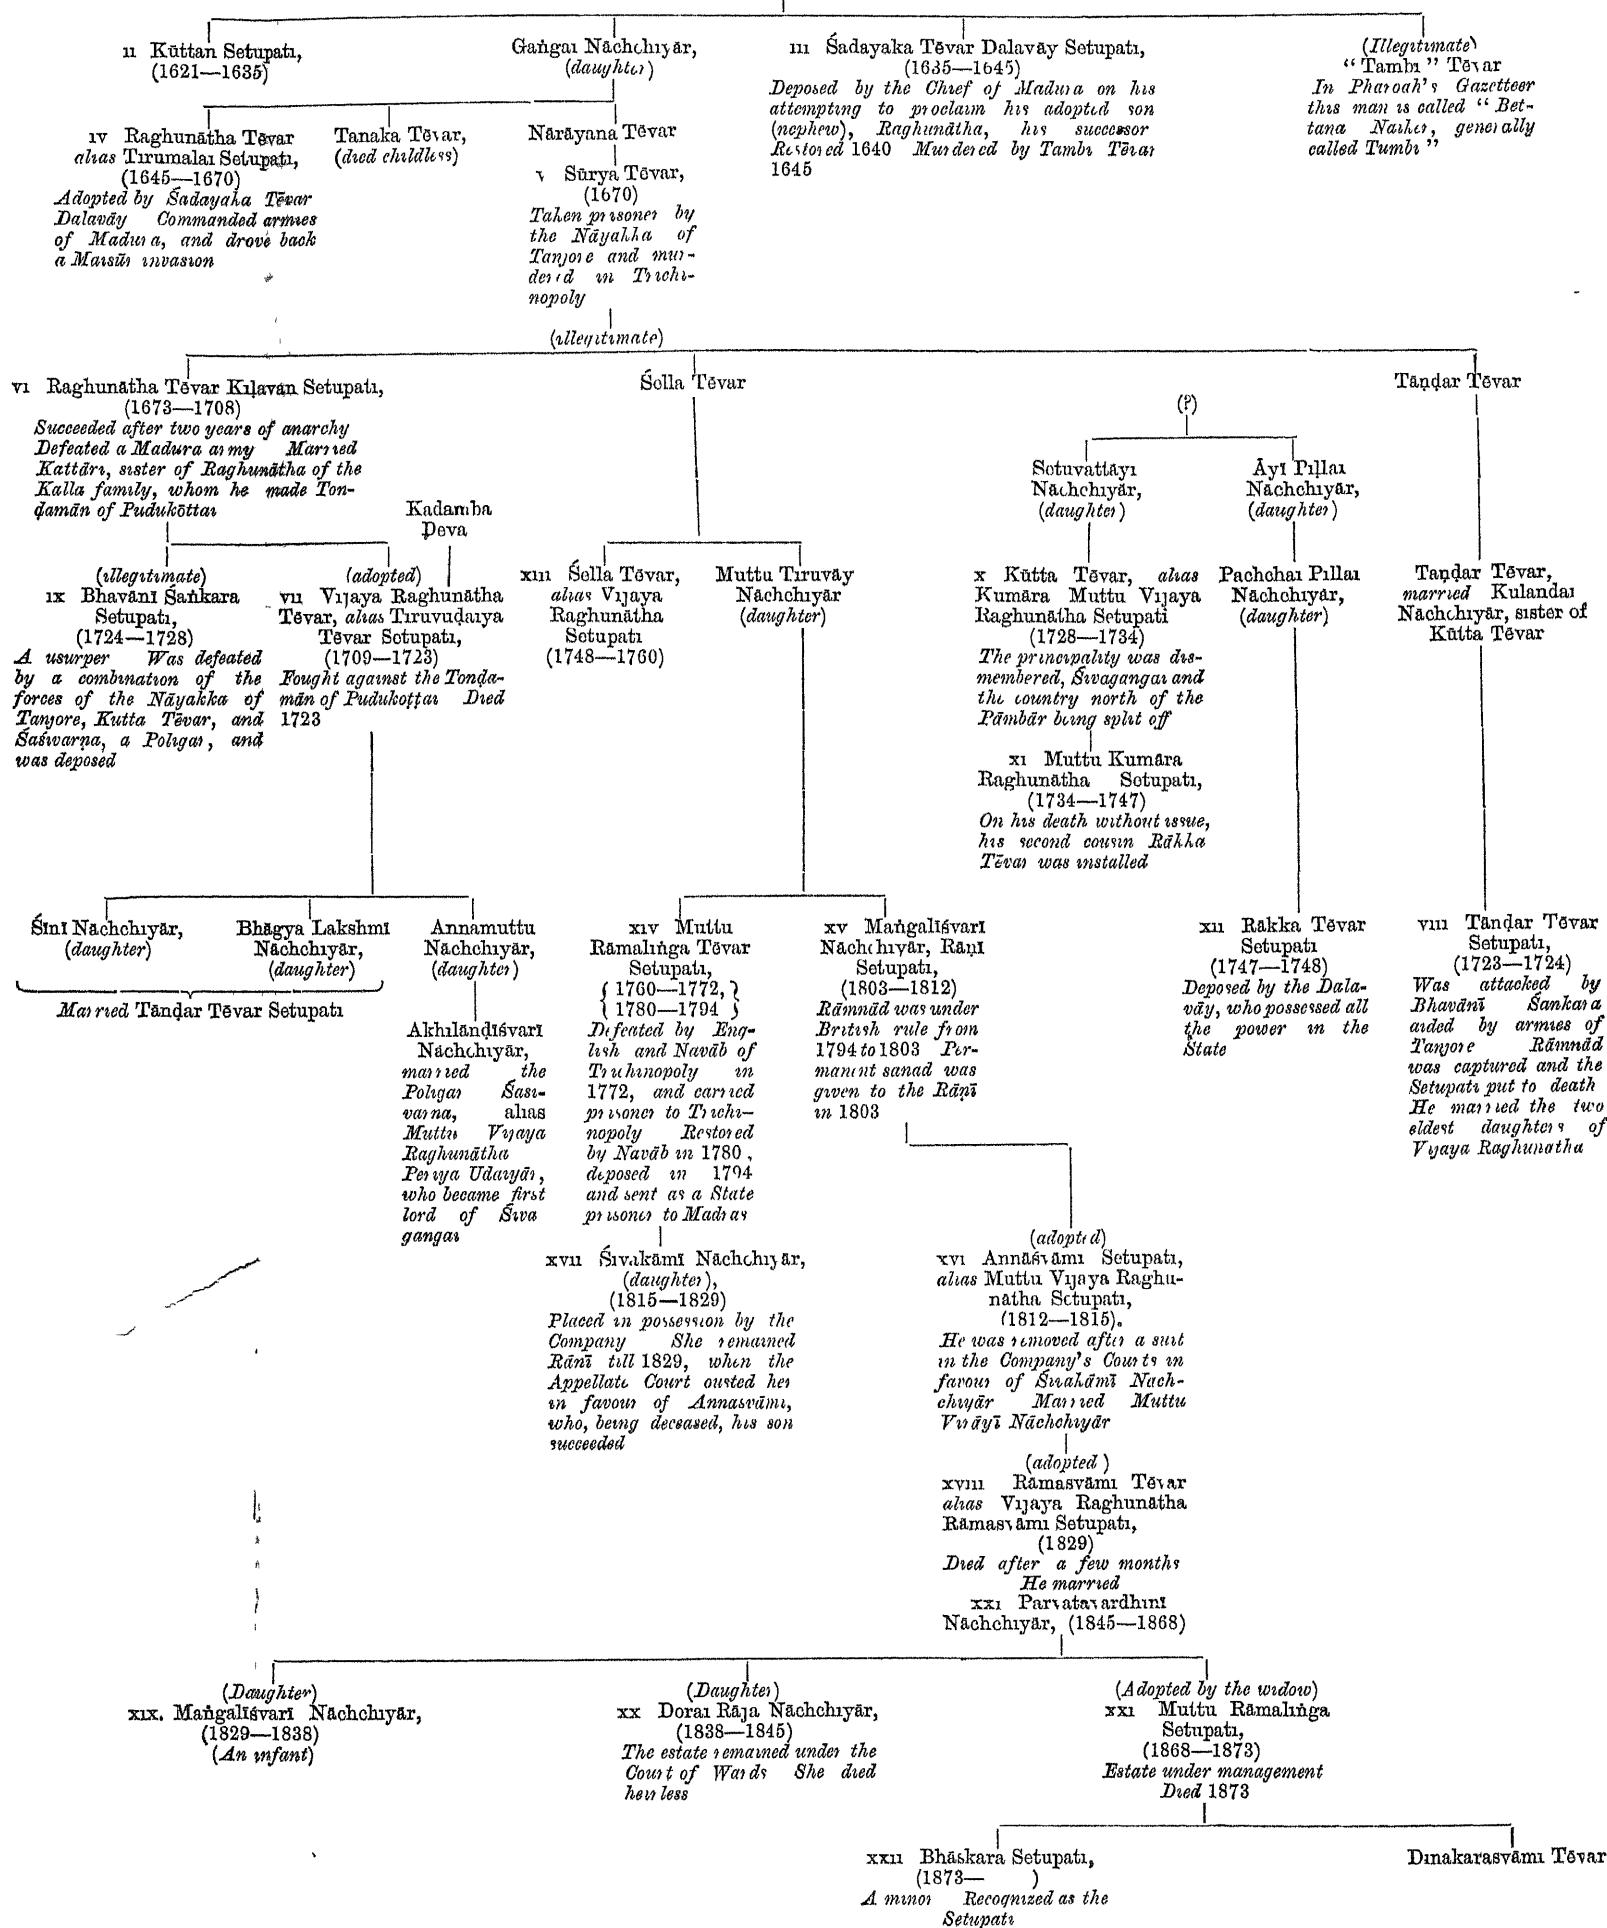 ii Kūttan Setupati,
(1621—1635)
Gaṅgai Nāchchiyār,
(daughter)
iii Śadayaka Tēvar Dalavāy Setupati,
(1635—1645)
Deposed by the Chief of Madura on his
attempting to proclaim his adopted son
(nephew), Raghunātha, his successor
Restored 1640 Murdered by Tambi Tēvar
1645
(Illegitimate)
“Tambi” Tēvar
In Pharoah's Gazetteer
this man is called “Bet-
tana Naiker, generally
called Tumbi”
iv Raghunātha Tēvar
alias Tirumalai Setupati,
(1645—1670)
Adopted by Śadayaka Tēvar
Dalavāy Commanded armies
of Madura, and drove back
a Maisūr invasion
Tanaka Tēvar,
(died childless)
Nārāyana Tēvar
v Sūrya Tēvar,
(1670)
Taken prisoner by
the Nāyakka of
Tanjore and mur-
dered in Trichi-
nopoly
(illegitimate)
vi Raghunātha Tēvar Kiḷavan Setupati,
(1673—1708)
Succeeded after two years of anarchy
Defeated a Madura army Married
Kattāri, sister of Raghunātha of the
Kalla family, whom he made Ton-
ḍamān of Pudukōttai
Śella Tēvar
Tāṇḍar Tēvar
(?)
Setuvattāyi
Nāchchiyār,
(daughter)
Āyī Pillai
Nāchchiyār,
(daughter)
Kadamba
Deva
(illegitimate)
ix Bhavānī Śaṅkara
Setupati,
(1724—1728)
A usurper Was defeated
by a combination of the
forces of the Nāyakka of
Tanjore, Kutta Tēvar, and
Śaśivarṇa, a Poligar, and
was deposed
(adopted)
vii Vijaya Raghunātha
Tēvar, alias Tiruvuḍaiya
Tēvar Setupati,
(1709—1723)
Fought against the Tonḍa-
mān of Pudukoṭṭai Died
1723
xiii Śella Tēvar,
alias Vijaya
Raghunātha
Setupati
(1748—1760)
Muttu Tiruvāy
Nāchchiyār
(daughter)
x Kūtta Tēvar, alias
Kumāra Muttu Vijaya
Raghunātha Setupati
(1728—1734)
The principality was dis-
membered, Śivagangai and
the country north of the
Pāmbār being split off
Pachchai Pillai
Nāchchiyār,
(daughter)
Taṇḍar Tēvar,
married Kulandai
Nāchchiyār, sister of
Kūtta Tēvar
xi Muttu Kumāra
Raghunātha Setupati,
(1734—1747)
On his death without issue,
his second cousin Rākka
Tēvar was installed
Śīnī Nāchchiyār,
(daughter)
Bhāgya Lakshmī
Nāchchiyār,
(daughter)
Married Tāṇḍar Tēvar Setupati
Annamuttu
Nāchchiyār,
(daughter)
Akhilāṇḍīśvarī
Nāchchiyār,
married the
Poligar Śasi-
varna, alias
Muttu Vijaya
Raghunātha
Periya Udaiyār,
who became first
lord of Śiva
gangai
xiv Muttu
Rāmaliṅga Tēvar
Setupati,
{1760—1772,}
{1780—1794}
Defeated by Eng-
lish and Navāb of
Trichinopoly in
1772, and carried
prisoner to Trichi-
nopoly Restored
by Navāb in 1780,
deposed in 1794
and sent as a State
prisoner to Madras
xv Maṅgalīśvarī
Nāchchiyār, Rāṇī
Setupati,
(1803—1812)
Rāmnād was under
British rule from
1794 to 1803 Per-
manent sanad was
given to the Rāṇī
in 1803
xii Rākka Tēvar
Setupati
(1747—1748)
Deposed by the Dala-
vāy, who possessed all
the power in the
State
viii Tāndar Tēvar
Setupati,
(1723—1724)
Was attacked by
Bhavānī Śankara
aided by armies of
Tanjore Rāmnād
was captured and the
Setupati put to death
He married the two
eldest daughters of
Vijaya Raghunatha
xvii Śivakāmī Nāchchiyār,
(daughter),
(1815—1829)
Placed in possession by the
Company She remained
Rānī till 1829, when the
Appellate Court ousted her
in favour of Annasvāmi,
who, being deceased, his son
succeeded
(adopted)
xvi Annāsvāmi Setupati,
alias Muttu Vijaya Raghu-
nātha Setupati,
(1812—1815).
He was removed after a suit
in the Company's Courts in
favour of Śivakāmī Nach-
chiyār Married Muttu
Virāyī Nāchchiyār
(adopted)
xviii Rāmasvāmi Tēvar
alias Vijaya Raghunātha
Rāmasvāmi Setupati,
(1829)
Died after a few months
He married
xxi Parvatavardhinī
Nāchchiyār, (1845—1868)
(Daughter)
xix. Maṅgalīśvarī Nāchchiyār,
(1829—1838)
(An infant)
(Daughter)
xx Dorai Rāja Nāchchiyār,
(1838—1845)
The estate remained under the
Court of Wards She died
heirless
(Adopted by the widow)
xxi Muttu Rāmaliṅga
Setupati,
(1868—1873)
Estate under management
Died 1873
xxii Bhāskara Setupati,
(1873— )
A minor Recognized as the
Setupati
Dinakarasvāmi Tēvar